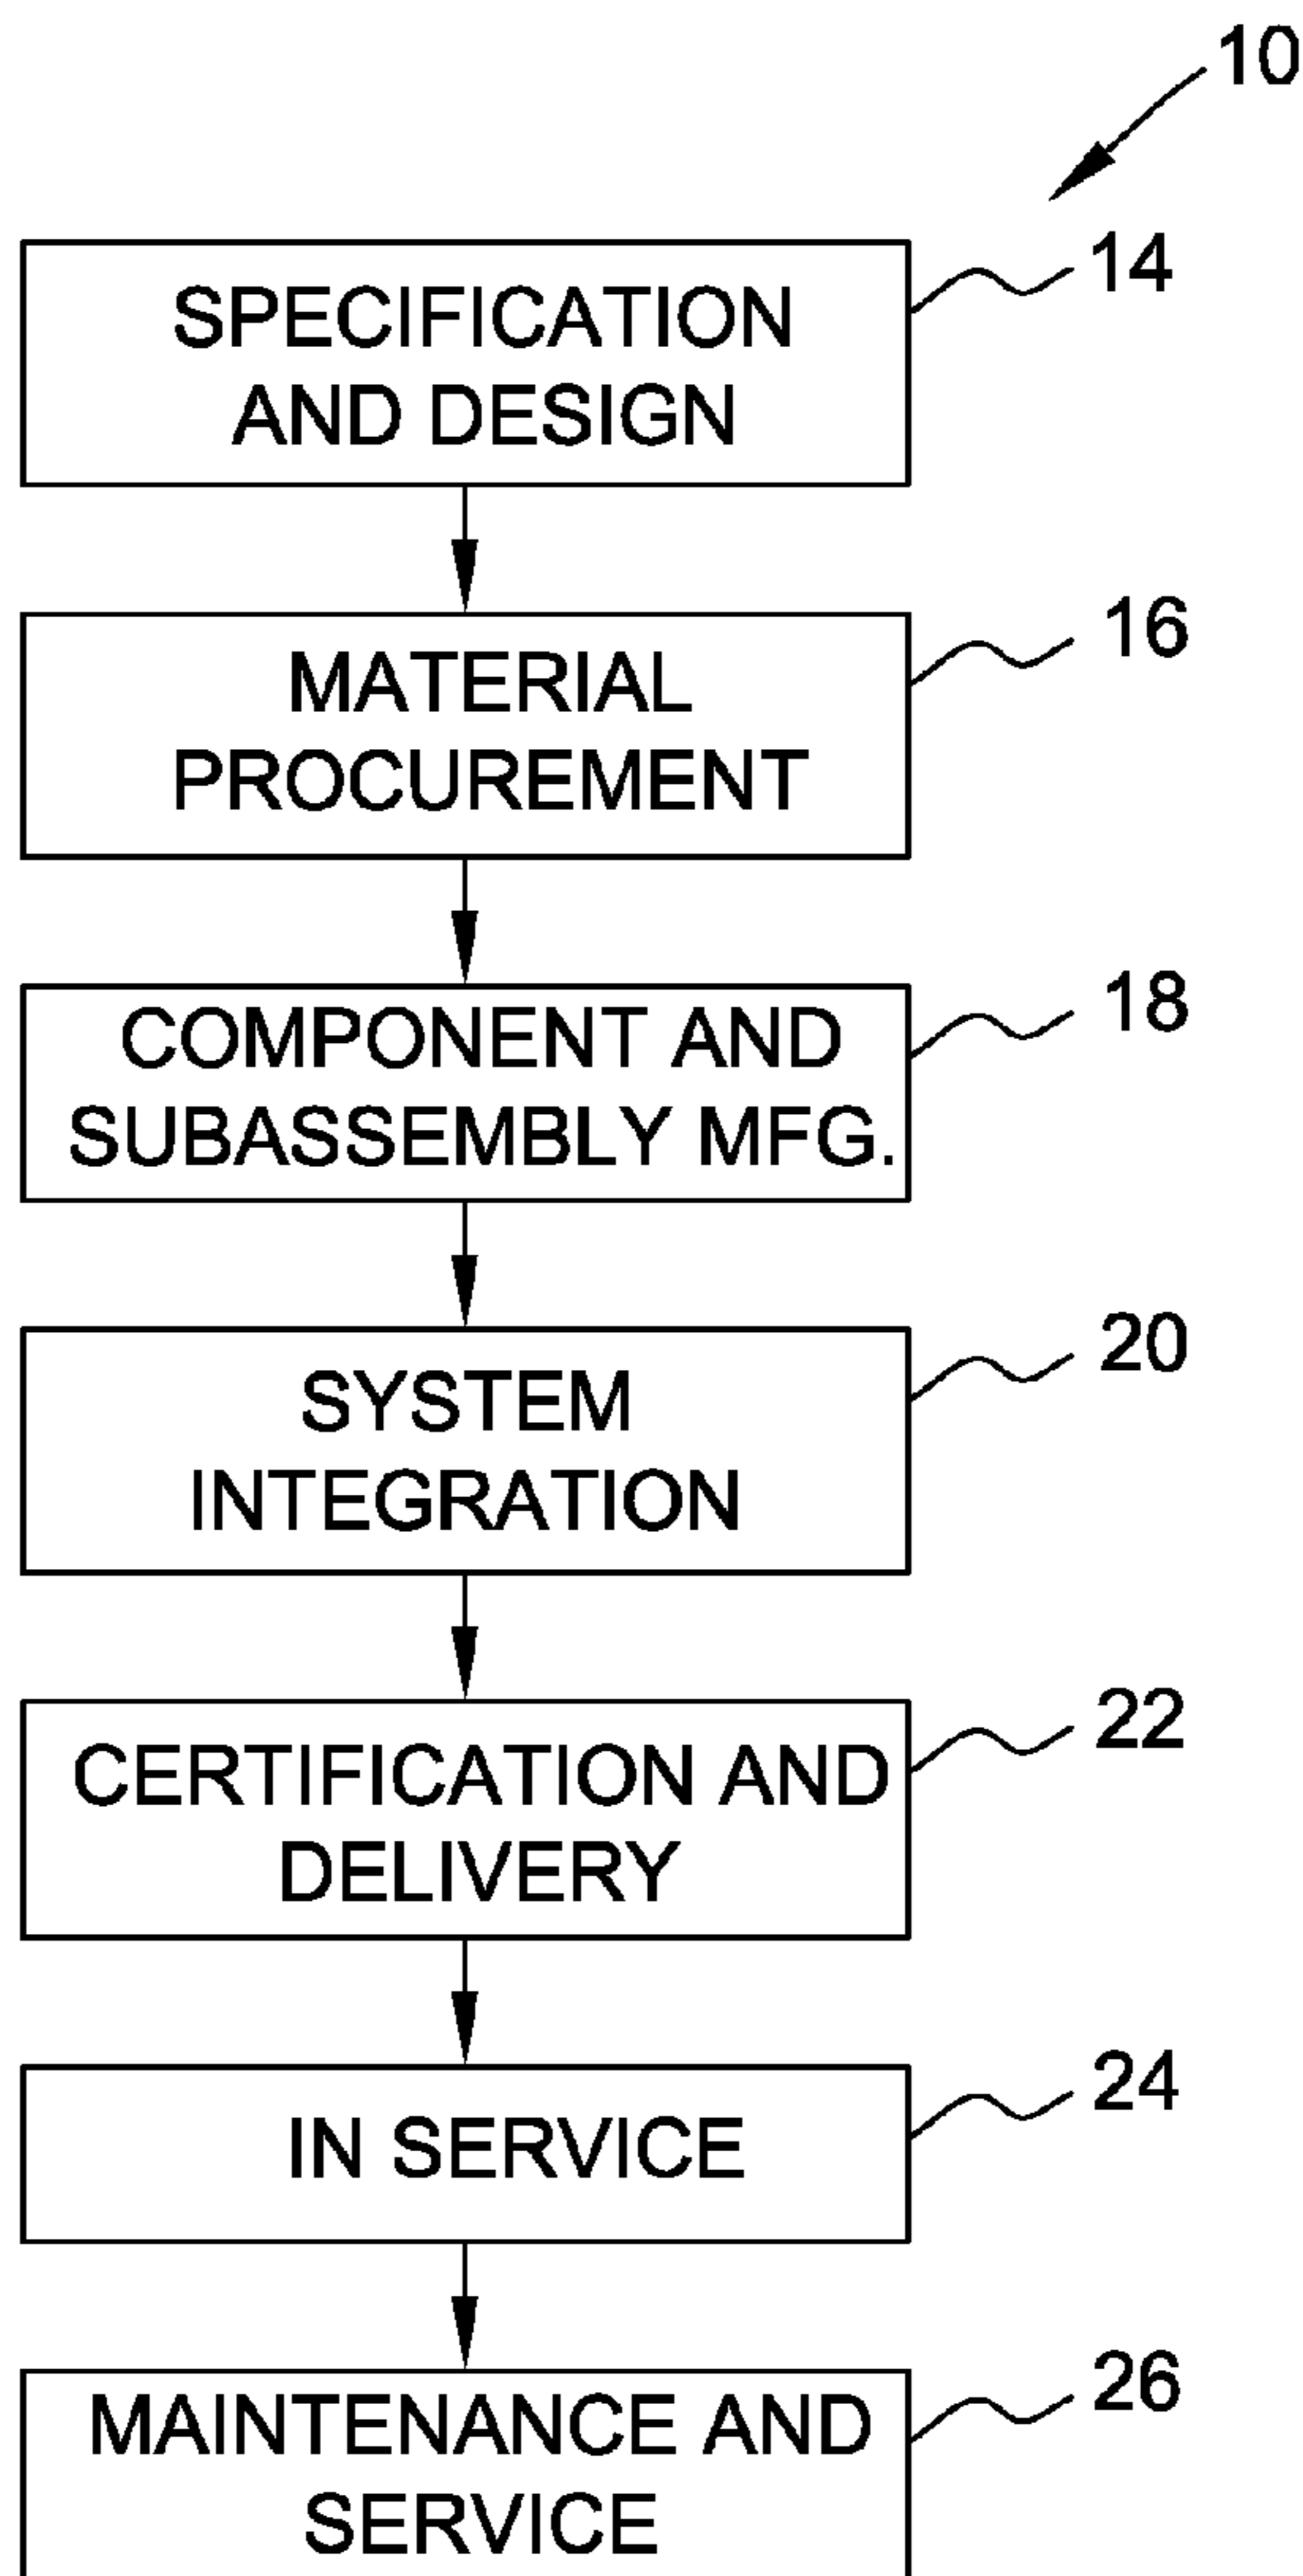 10
SPECIFICATION
AND DESIGN
14
MATERIAL
PROCUREMENT
16
COMPONENT AND
SUBASSEMBLY MFG.
18
SYSTEM
INTEGRATION
20
CERTIFICATION AND
DELIVERY
22
IN SERVICE
24
MAINTENANCE AND
SERVICE
26